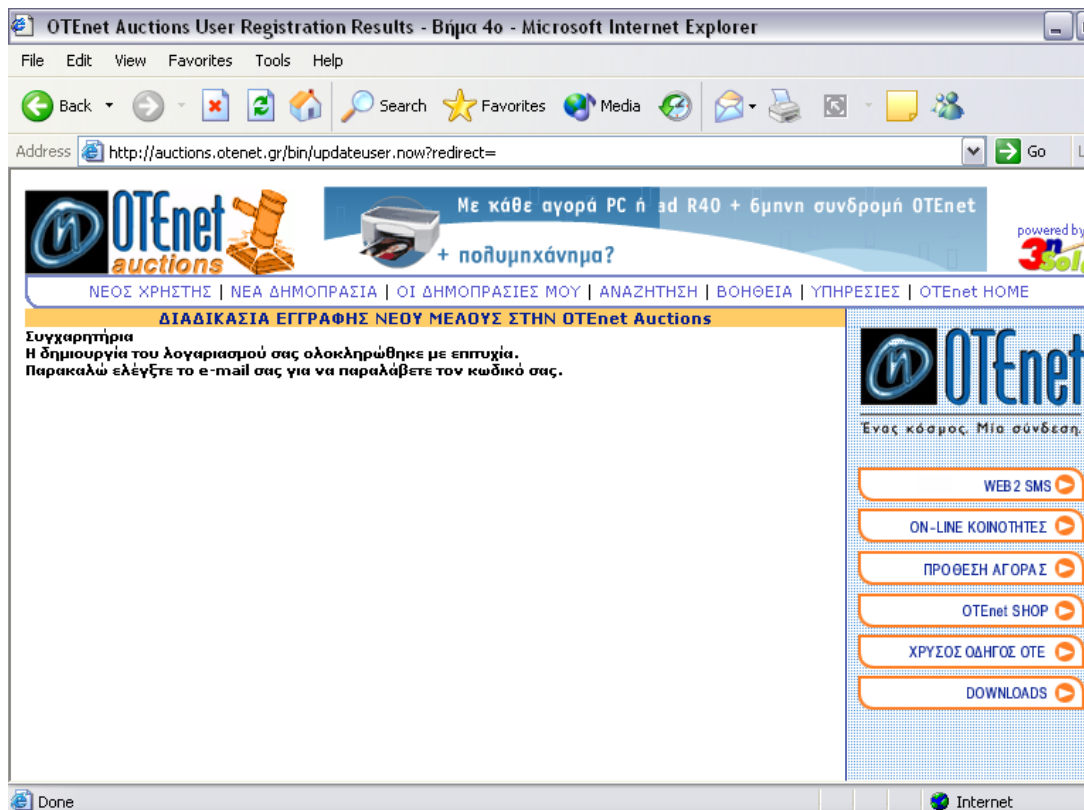 OTEnet Auctions User Registration Results - Βήμα 4ο - Microsoft Internet Explorer
File Edit View Favorites Tools Help
Back Search Favorites Media
Address http://auctions.otenet.gr/bin/updateuser.now?redirect= Go
OTEnet
auctions
Με κάθε αγορά PC ή ad R40 + 6μηνη συνδρομή OTEnet
+ πολυμηχάνημα?
powered by
3n
Sol
ΝΕΟΣ ΧΡΗΣΤΗΣ | ΝΕΑ ΔΗΜΟΠΡΑΣΙΑ | ΟΙ ΔΗΜΟΠΡΑΣΙΕΣ ΜΟΥ | ΑΝΑΖΗΤΗΣΗ | ΒΟΗΘΕΙΑ | ΥΠΗΡΕΣΙΕΣ | OTEnet HOME
ΔΙΑΔΙΚΑΣΙΑ ΕΓΓΡΑΦΗΣ ΝΕΟΥ ΜΕΛΟΥΣ ΣΤΗΝ OTEnet Auctions
Συγχαρητήρια
Η δημιουργία του λογαριασμού σας ολοκληρώθηκε με επιτυχία.
Παρακαλώ ελέγξτε το e-mail σας για να παραλάβετε τον κωδικό σας.
OTEnet
Ένας κόσμος. Μία σύνδεση.
WEB 2 SMS
ON-LINE ΚΟΙΝΟΤΗΤΕΣ
ΠΡΟΘΕΣΗ ΑΓΟΡΑΣ
OTEnet SHOP
ΧΡΥΣΟΣ ΟΔΗΓΟΣ ΟΤΕ
DOWNLOADS
Done Internet